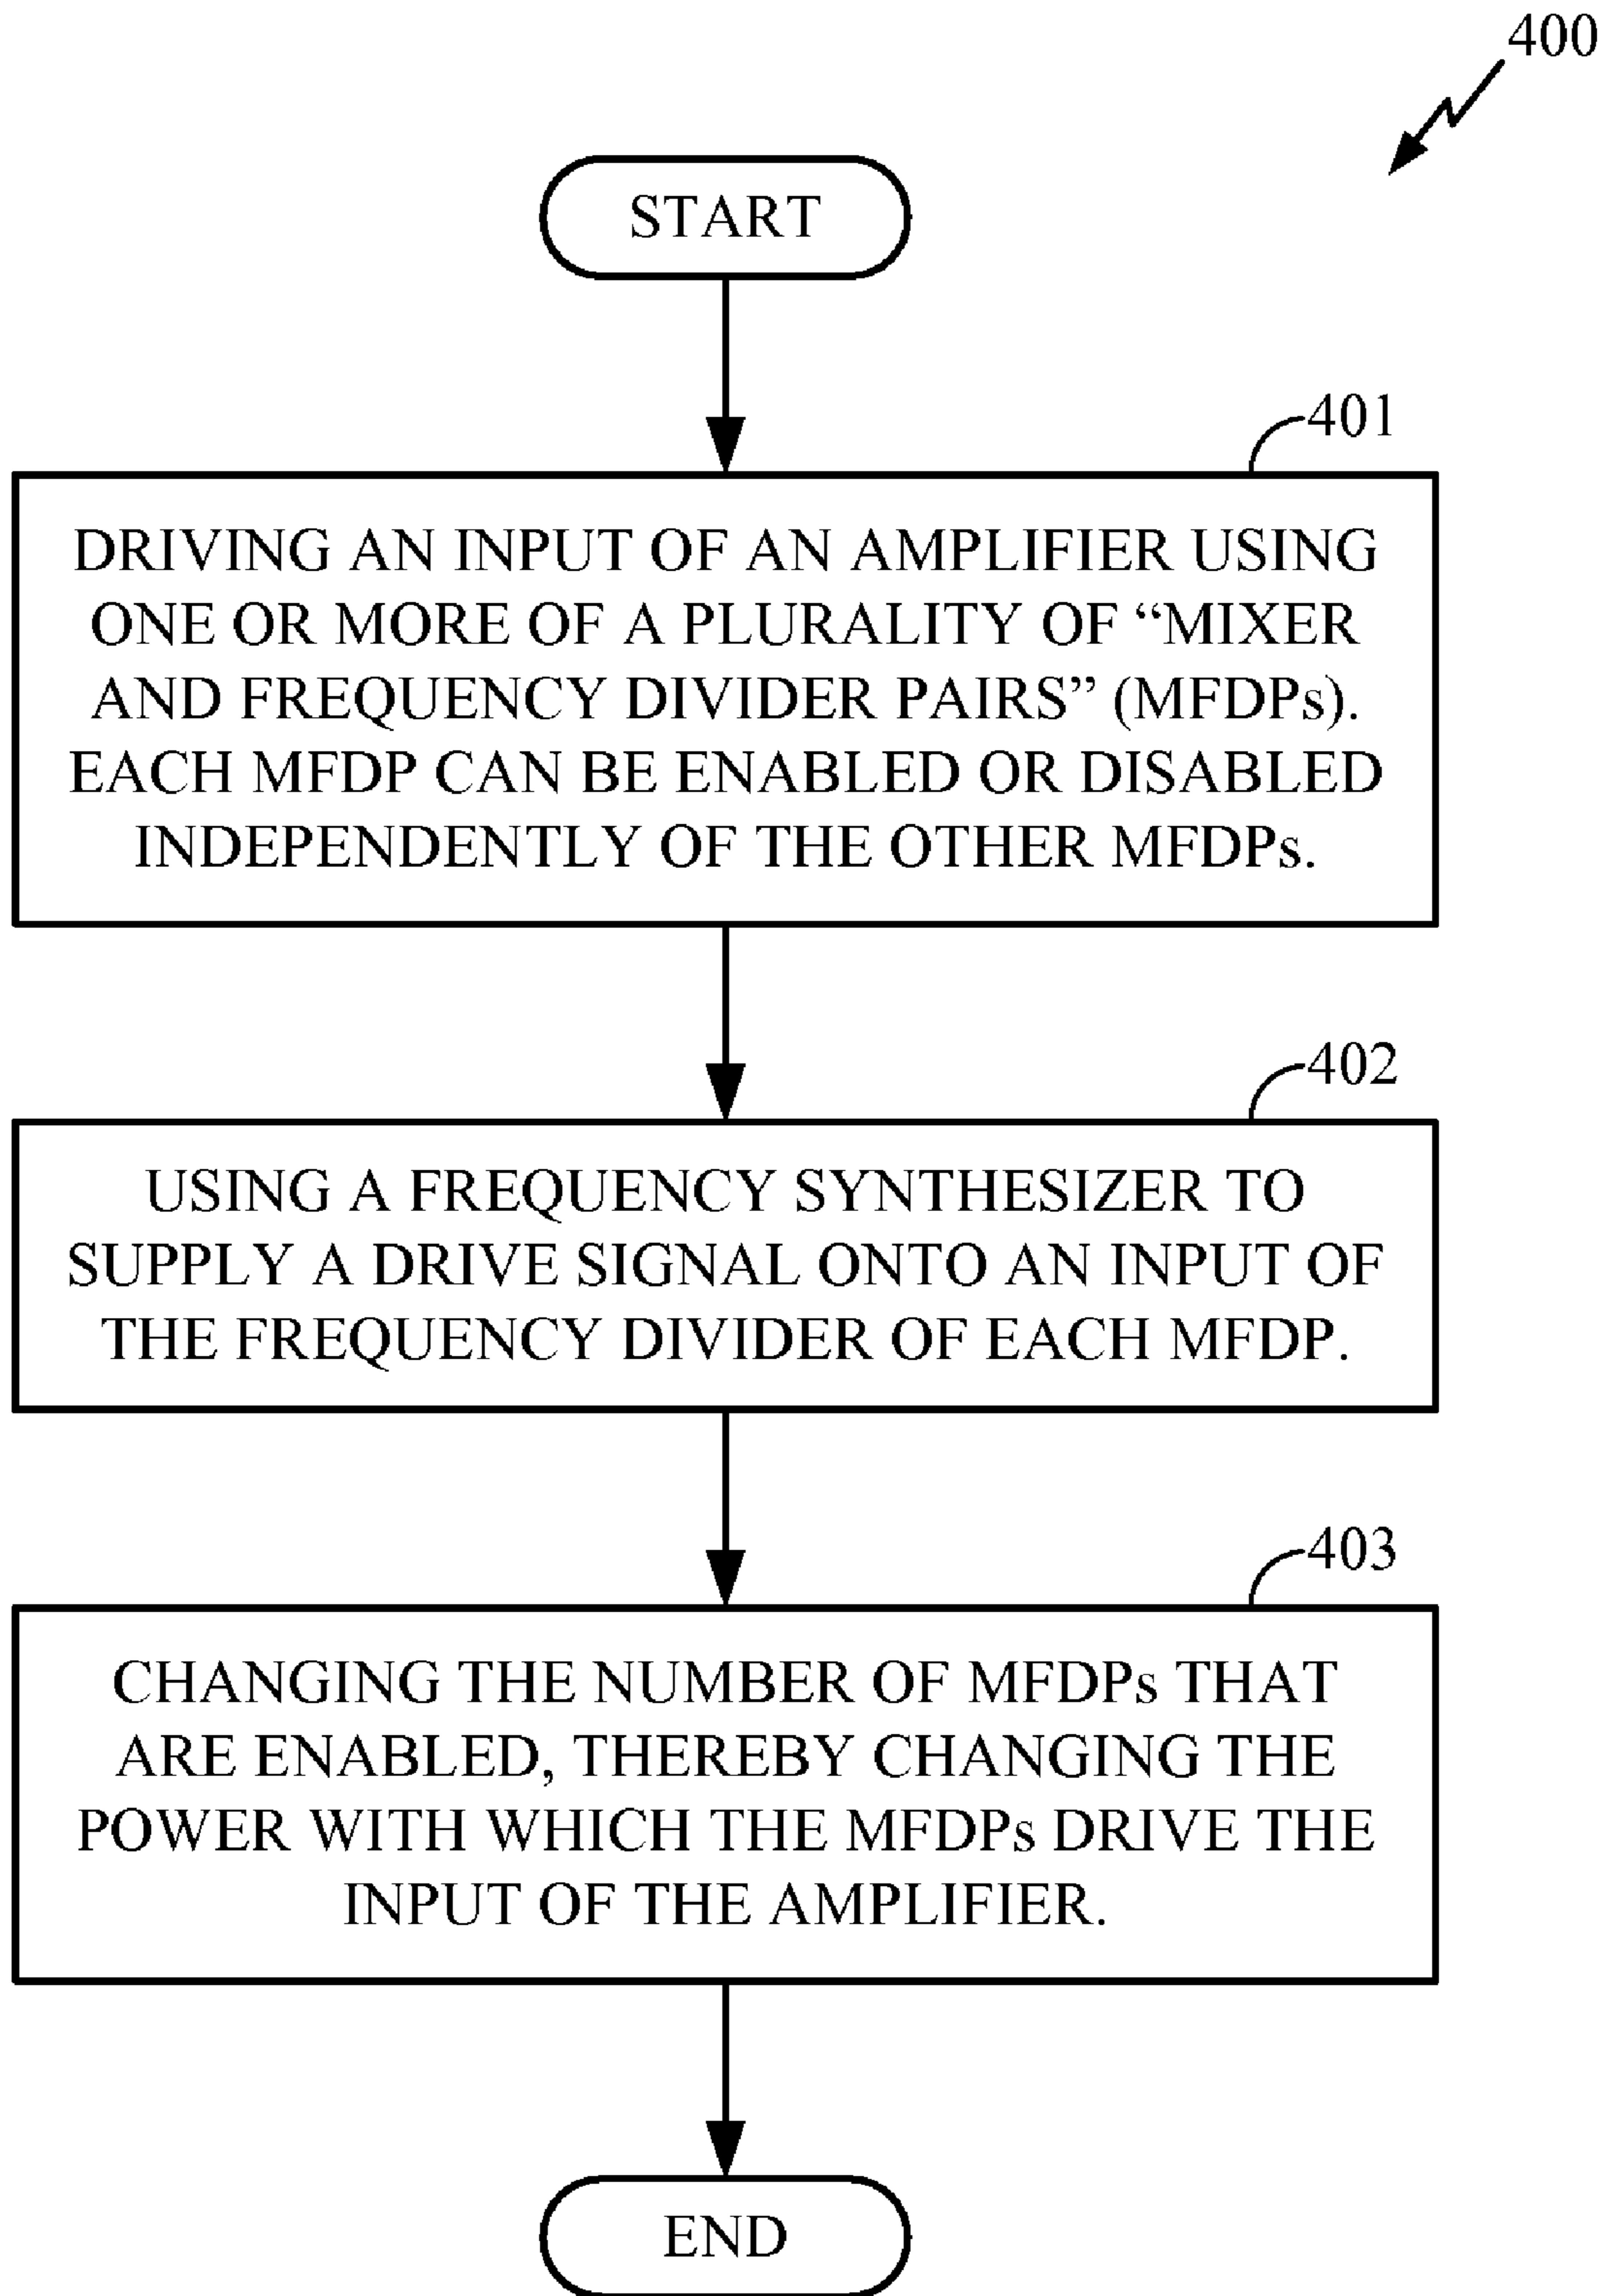 400
START
401
DRIVING AN INPUT OF AN AMPLIFIER USING
ONE OR MORE OF A PLURALITY OF “MIXER
AND FREQUENCY DIVIDER PAIRS” (MFDPs).
EACH MFDP CAN BE ENABLED OR DISABLED
INDEPENDENTLY OF THE OTHER MFDPs.
402
USING A FREQUENCY SYNTHESIZER TO
SUPPLY A DRIVE SIGNAL ONTO AN INPUT OF
THE FREQUENCY DIVIDER OF EACH MFDP.
403
CHANGING THE NUMBER OF MFDPs THAT
ARE ENABLED, THEREBY CHANGING THE
POWER WITH WHICH THE MFDPs DRIVE THE
INPUT OF THE AMPLIFIER.
END